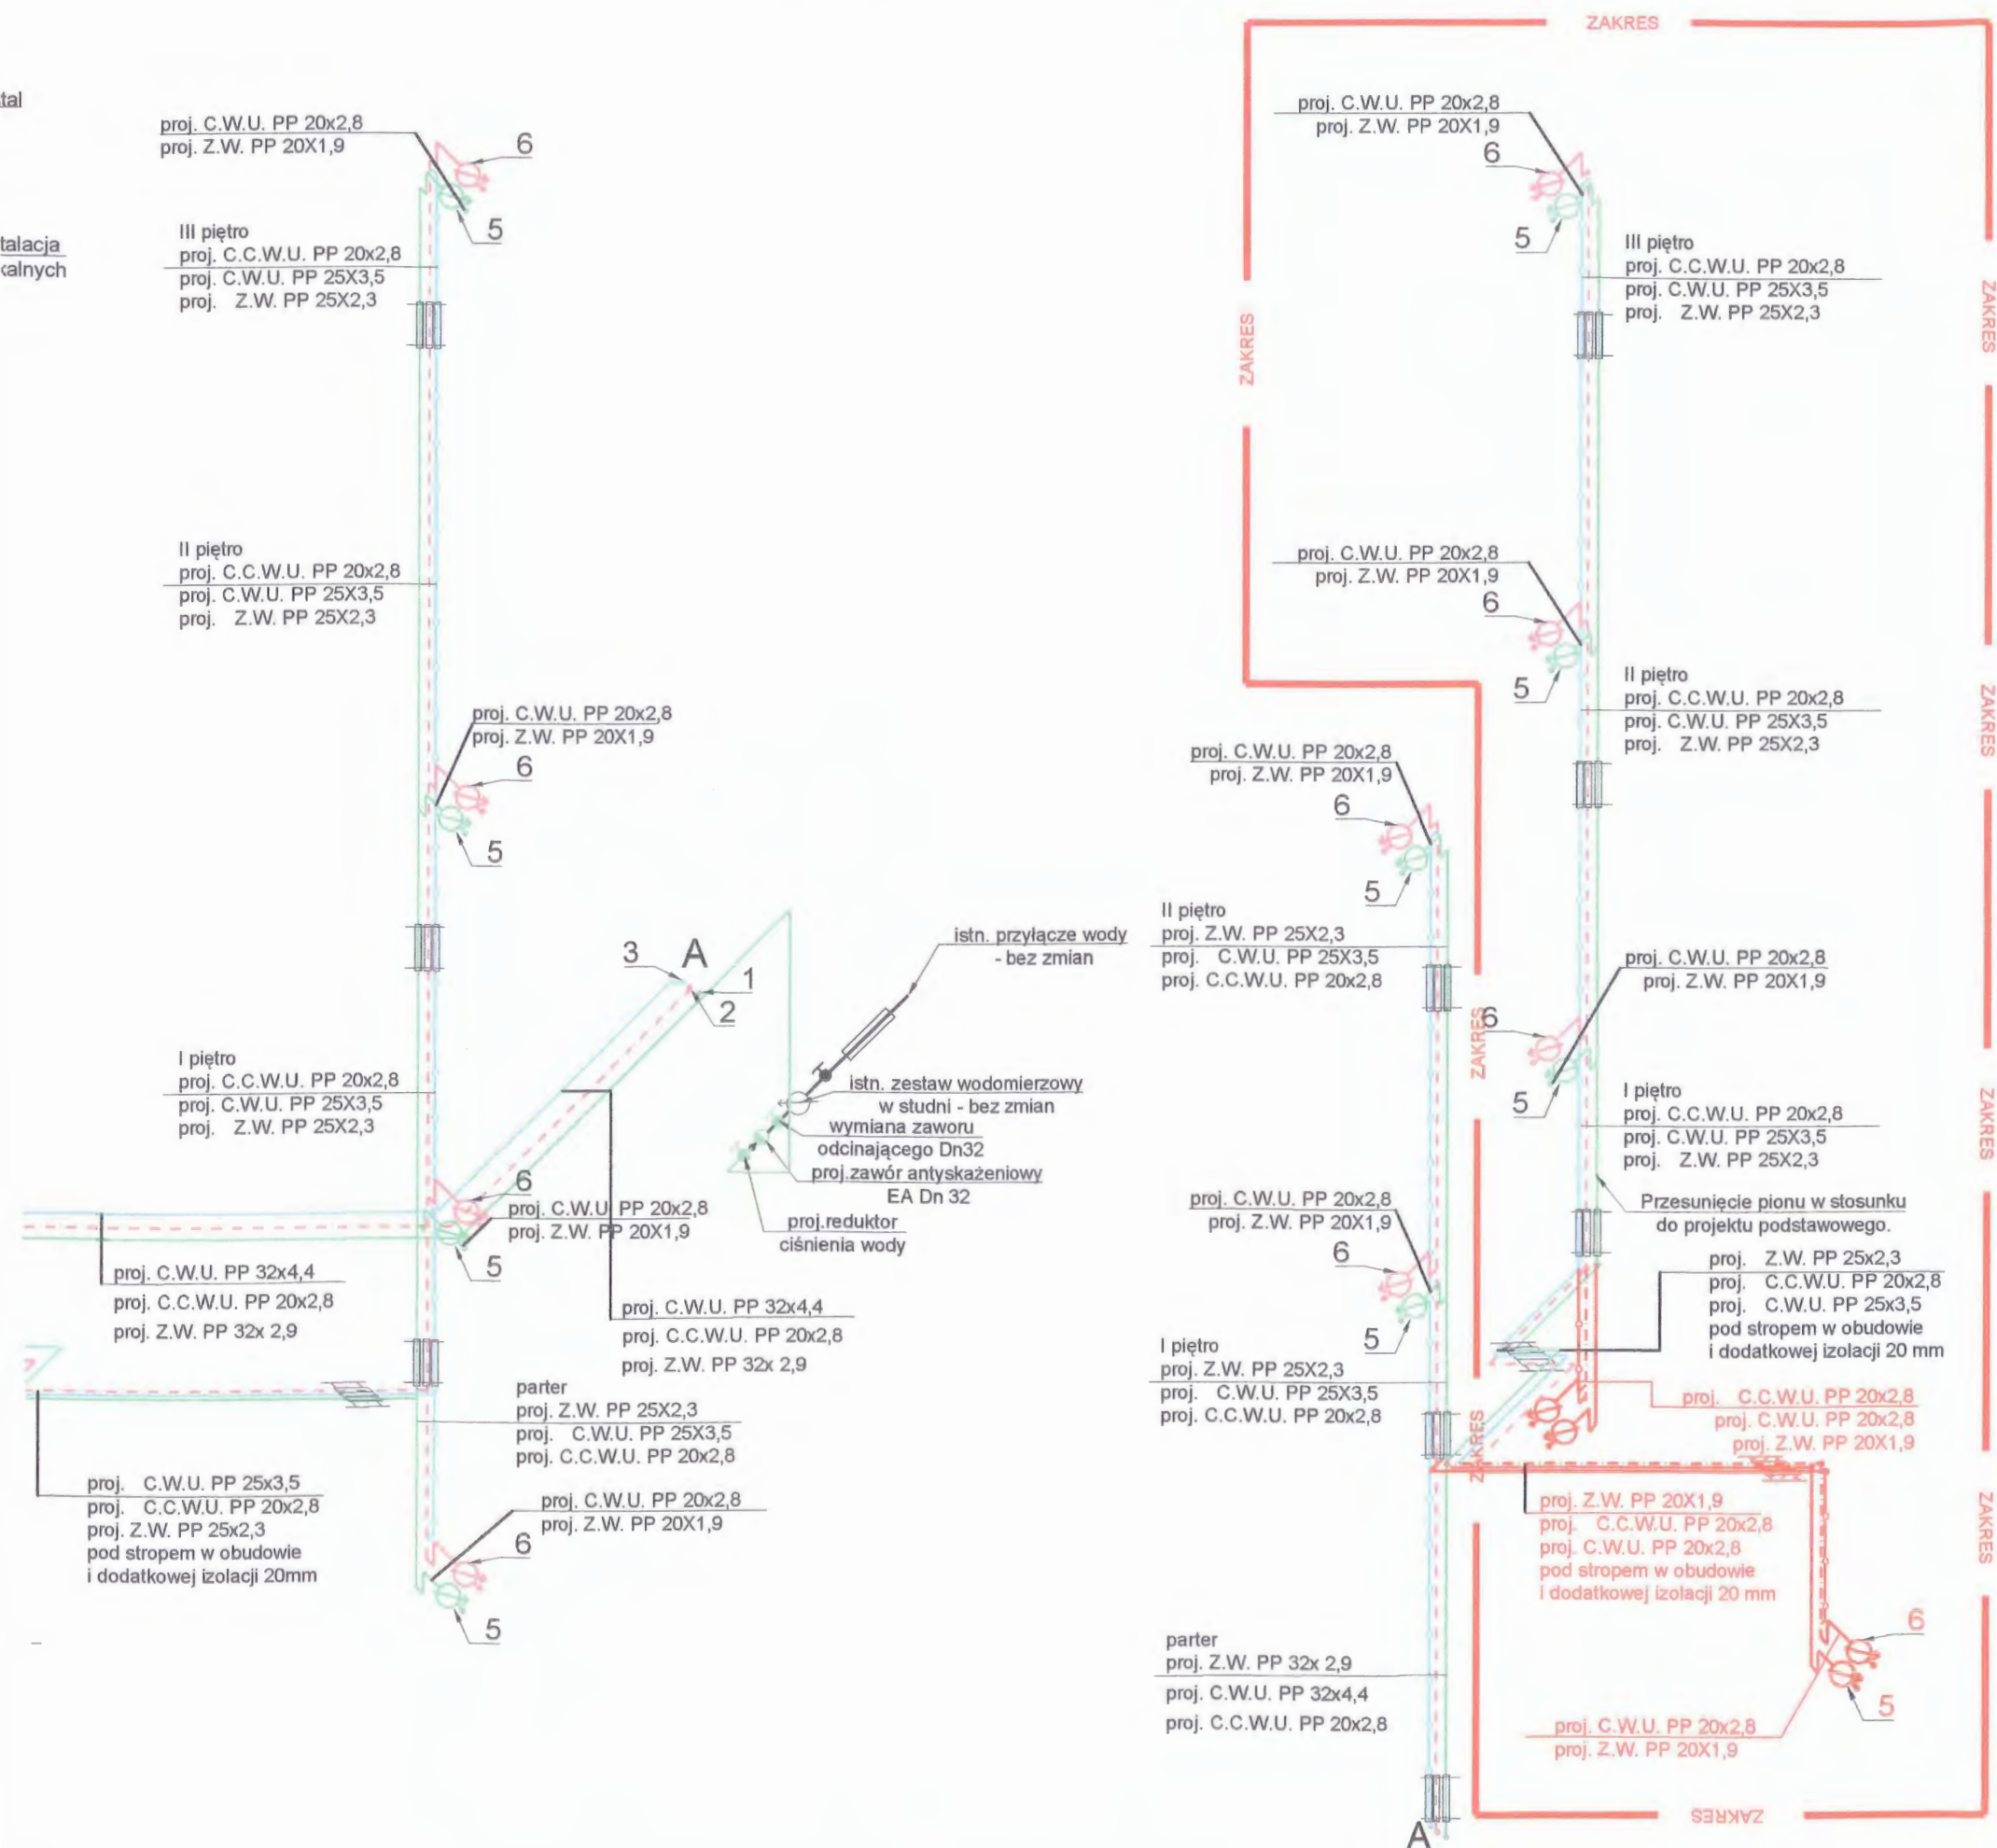 tal
proj. C.W.U. PP 20x2,8
proj. Z.W. PP 20X1,9
6
5
talacja
kalnych
III piętro
proj. C.C.W.U. PP 20x2,8
proj. C.W.U. PP 25X3,5
proj. Z.W. PP 25X2,3
II piętro
proj. C.C.W.U. PP 20x2,8
proj. C.W.U. PP 25X3,5
proj. Z.W. PP 25X2,3
proj. C.W.U. PP 20x2,8
proj. Z.W. PP 20X1,9
6
5
I piętro
proj. C.C.W.U. PP 20x2,8
proj. C.W.U. PP 25X3,5
proj. Z.W. PP 25X2,3
3
A
1
2
istn. przyłącze wody
- bez zmian
istn. zestaw wodomierzowy
w studni - bez zmian
wymiana zaworu
odcinającego Dn32
proj.zawór antyskażeniowy
EA Dn 32
proj.reduktor
ciśnienia wody
6
proj. C.W.U. PP 20x2,8
proj. Z.W. PP 20X1,9
5
proj. C.W.U. PP 32x4,4
proj. C.C.W.U. PP 20x2,8
proj. Z.W. PP 32x 2,9
proj. C.W.U. PP 32x4,4
proj. C.C.W.U. PP 20x2,8
proj. Z.W. PP 32x 2,9
parter
proj. Z.W. PP 25X2,3
proj. C.W.U. PP 25X3,5
proj. C.C.W.U. PP 20x2,8
proj. C.W.U. PP 25x3,5
proj. C.C.W.U. PP 20x2,8
proj. Z.W. PP 25x2,3
pod stropem w obudowie
i dodatkowej izolacji 20mm
proj. C.W.U. PP 20x2,8
proj. Z.W. PP 20X1,9
6
5
ZAKRES
proj. C.W.U. PP 20x2,8
proj. Z.W. PP 20X1,9
6
5
III piętro
proj. C.C.W.U. PP 20x2,8
proj. C.W.U. PP 25X3,5
proj. Z.W. PP 25X2,3
ZAKRES
ZAKRES
proj. C.W.U. PP 20x2,8
proj. Z.W. PP 20X1,9
6
5
II piętro
proj. C.C.W.U. PP 20x2,8
proj. C.W.U. PP 25X3,5
proj. Z.W. PP 25X2,3
ZAKRES
proj. C.W.U. PP 20x2,8
proj. Z.W. PP 20X1,9
6
5
II piętro
proj. Z.W. PP 25X2,3
proj. C.W.U. PP 25X3,5
proj. C.C.W.U. PP 20x2,8
proj. C.W.U. PP 20x2,8
proj. Z.W. PP 20X1,9
6
5
ZAKRES
I piętro
proj. C.C.W.U. PP 20x2,8
proj. C.W.U. PP 25X3,5
proj. Z.W. PP 25X2,3
ZAKRES
Przesunięcie pionu w stosunku
do projektu podstawowego.
proj. C.W.U. PP 20x2,8
proj. Z.W. PP 20X1,9
6
5
proj. Z.W. PP 25x2,3
proj. C.C.W.U. PP 20x2,8
proj. C.W.U. PP 25x3,5
pod stropem w obudowie
i dodatkowej izolacji 20 mm
I piętro
proj. Z.W. PP 25X2,3
proj. C.W.U. PP 25X3,5
proj. C.C.W.U. PP 20x2,8
proj. C.C.W.U. PP 20x2,8
proj. C.W.U. PP 20x2,8
proj. Z.W. PP 20X1,9
ZAKRES
proj. Z.W. PP 20X1,9
proj. C.C.W.U. PP 20x2,8
proj. C.W.U. PP 20x2,8
pod stropem w obudowie
i dodatkowej izolacji 20 mm
ZAKRES
6
5
parter
proj. Z.W. PP 32x 2,9
proj. C.W.U. PP 32x4,4
proj. C.C.W.U. PP 20x2,8
proj. C.W.U. PP 20x2,8
proj. Z.W. PP 20X1,9
ZAKRES
A